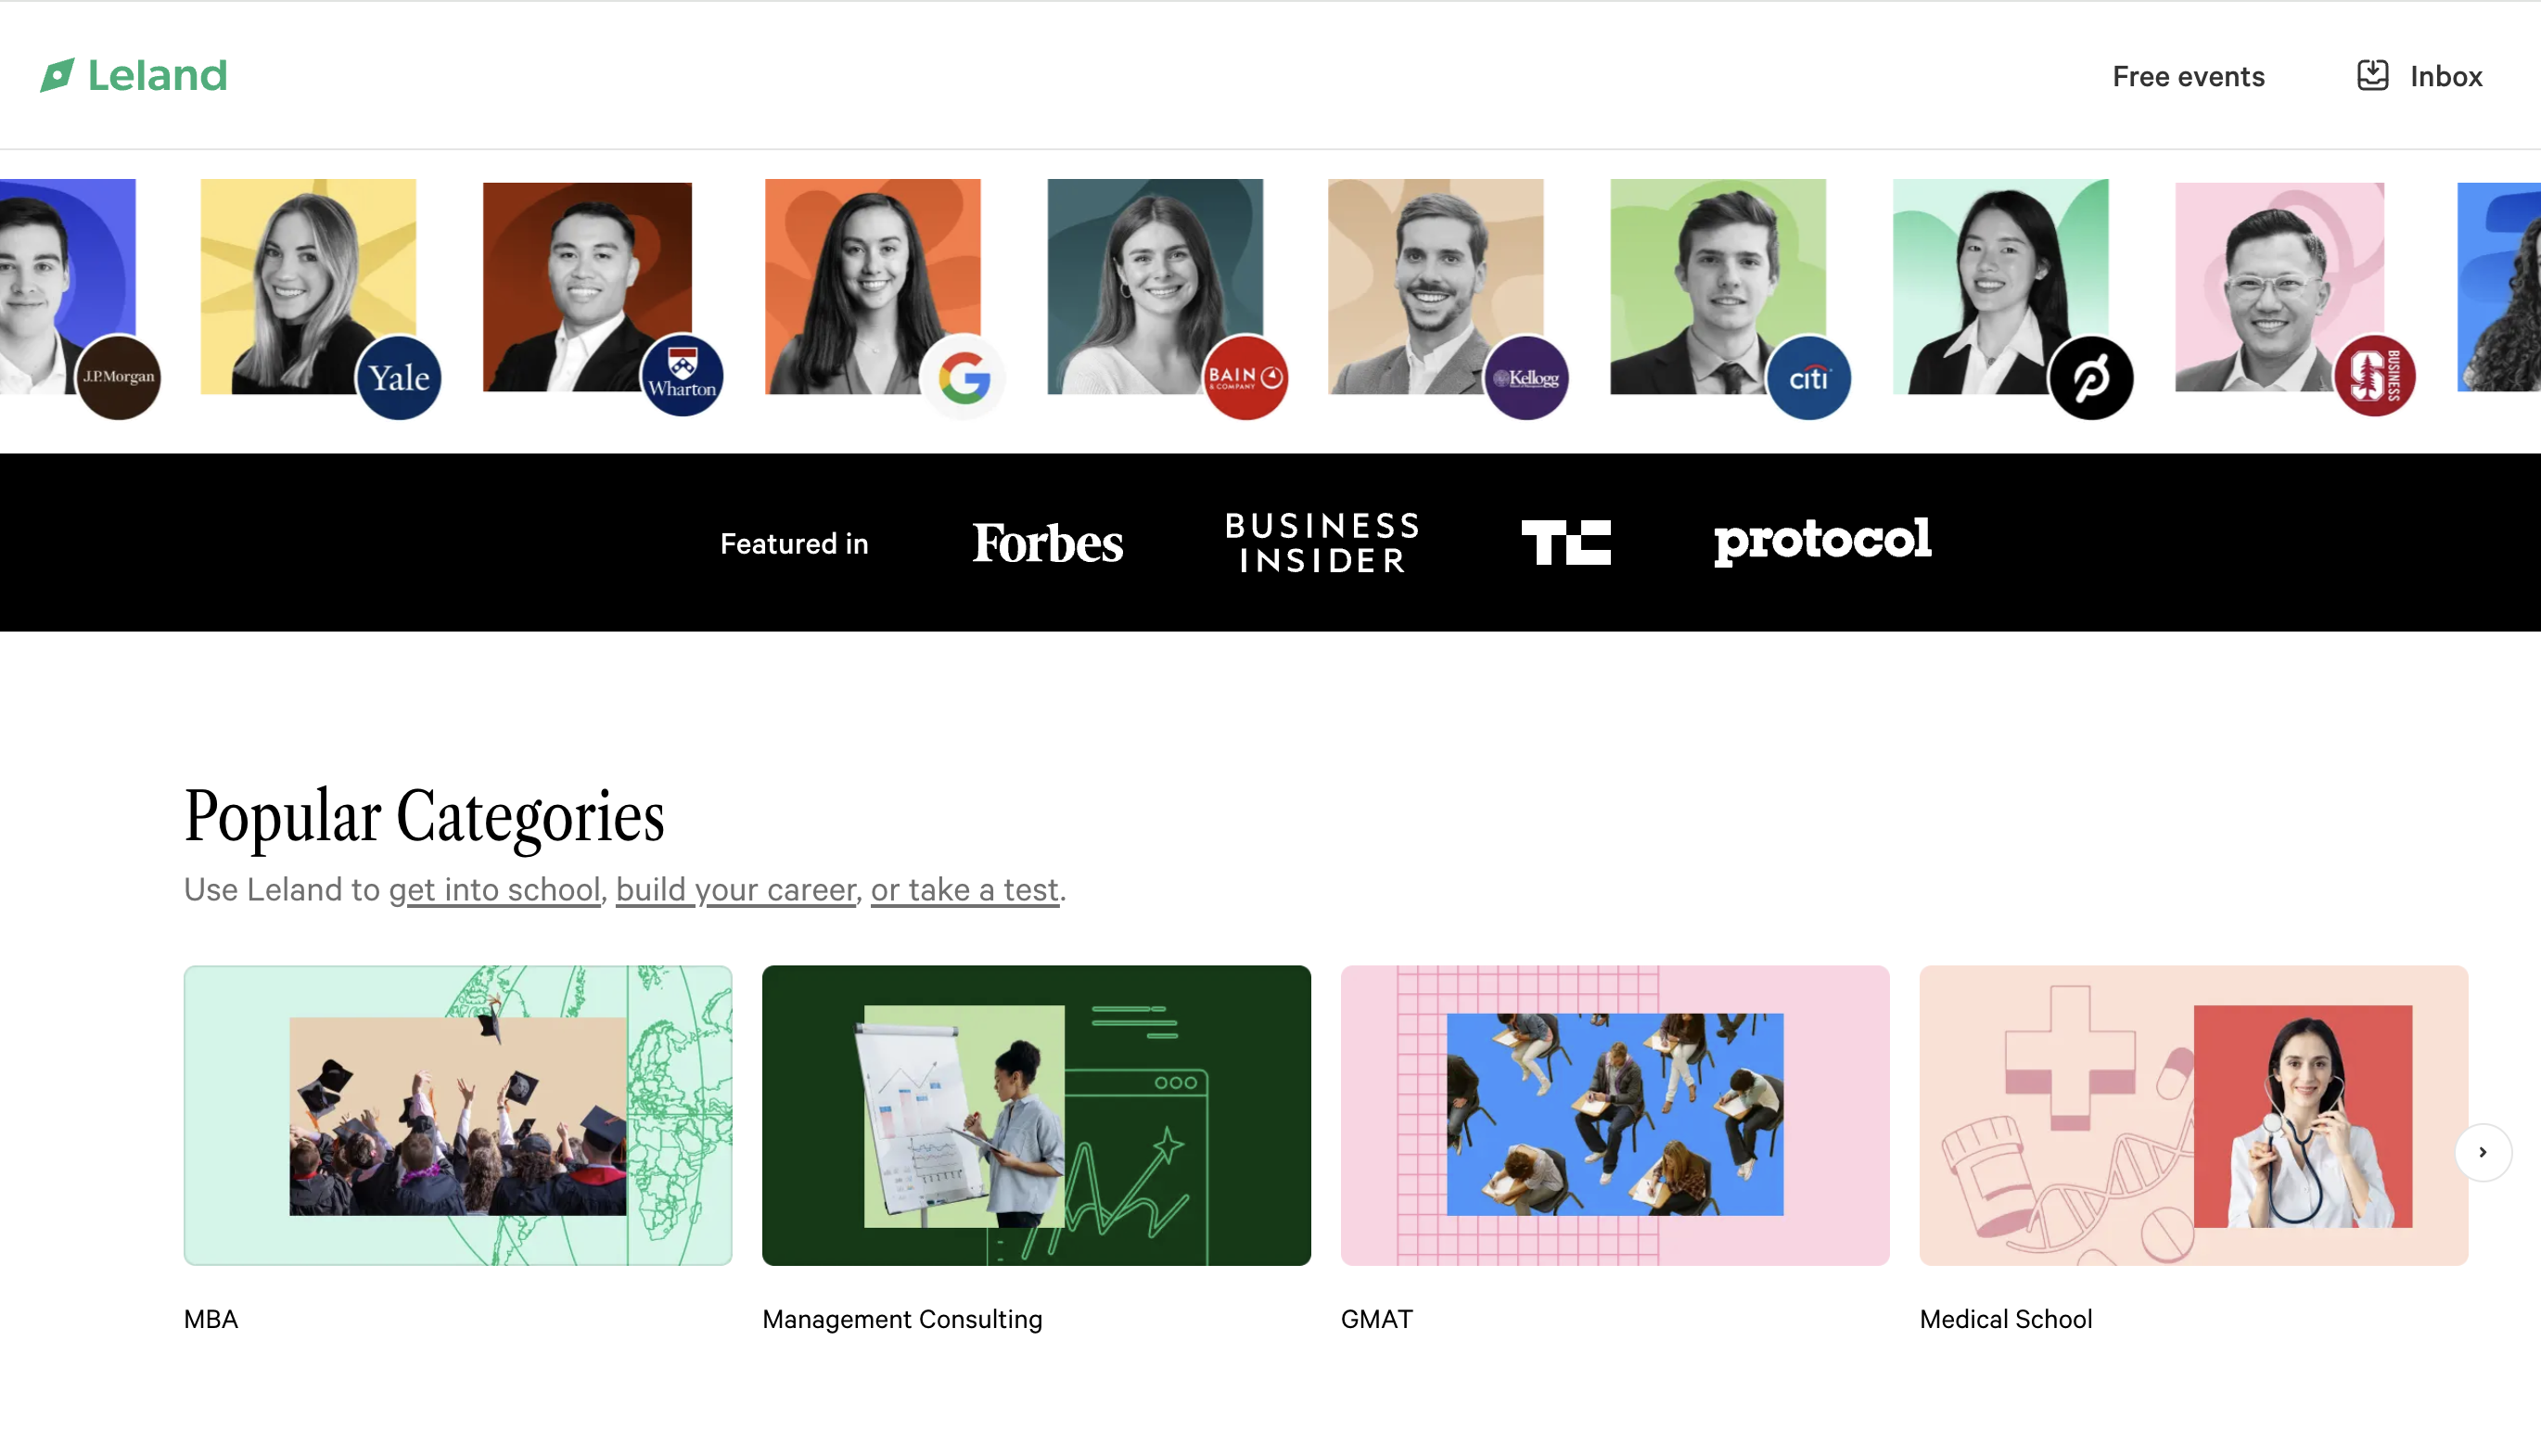 Leland
Free events
Inbox
J.P.Morgan
Yale
Wharton
BAIN
& COMPANY
Kellogg
citi
BUSINESS
Featured in
Forbes
BUSINESS
INSIDER
TC
protocol
Popular Categories
Use Leland to get into school, build your career, or take a test.
MBA
Management Consulting
GMAT
Medical School